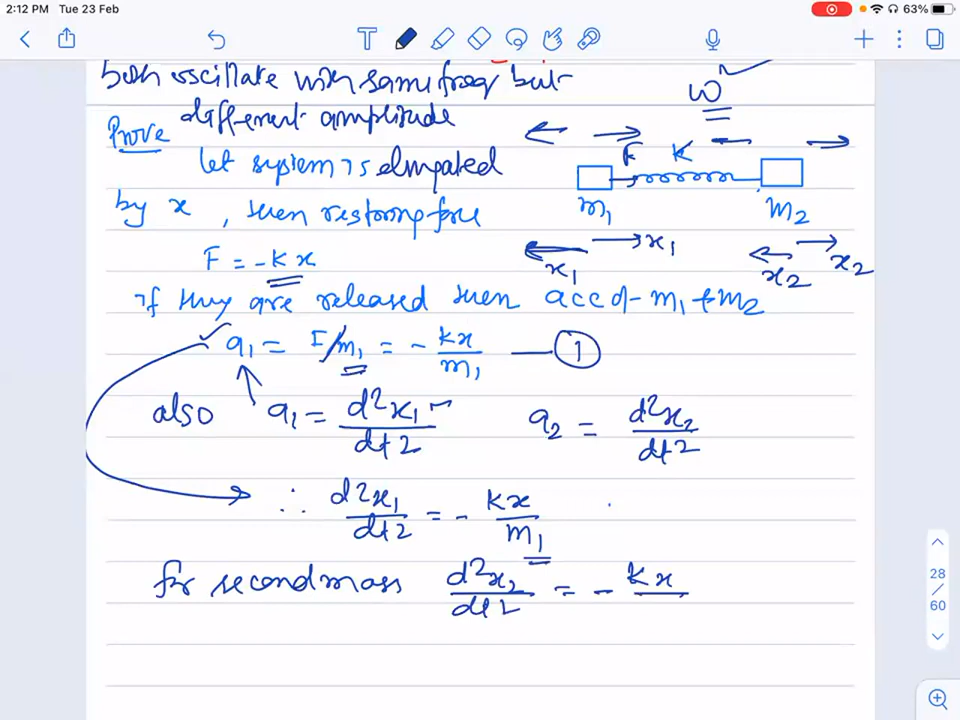 2:12 PM Tue 23 Feb
63%
both oscillate with same freq but
different amplitude
ω
Prove
let system is elongated
F K
m1 m2
by x , then restoring force
x1 x1 x2 x2
F = -Kx
if they are released then acc of m1 + m2
a1 = F/m1 = - kx/m1 — ①
also a1 = d²x1/dt2 a2 = d²x2/dt2
∴ d²x1/dt2 = - Kx/m1
for second mass d²x2/dt2 = - Kx
28
/
60